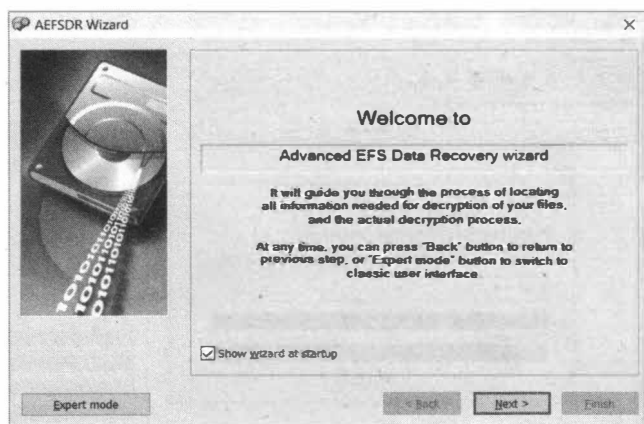 AEFSDR Wizard
Welcome to
Advanced EFS Data Recovery wizard
It will guide you through the process of locating
all information needed for decryption of your files,
and the actual decryption process.
At any time, you can press "Back" button to return to
previous step, or "Expert mode" button to switch to
classic user interface.
Show wizard at startup
Expert mode
< Back
Next >
Finish